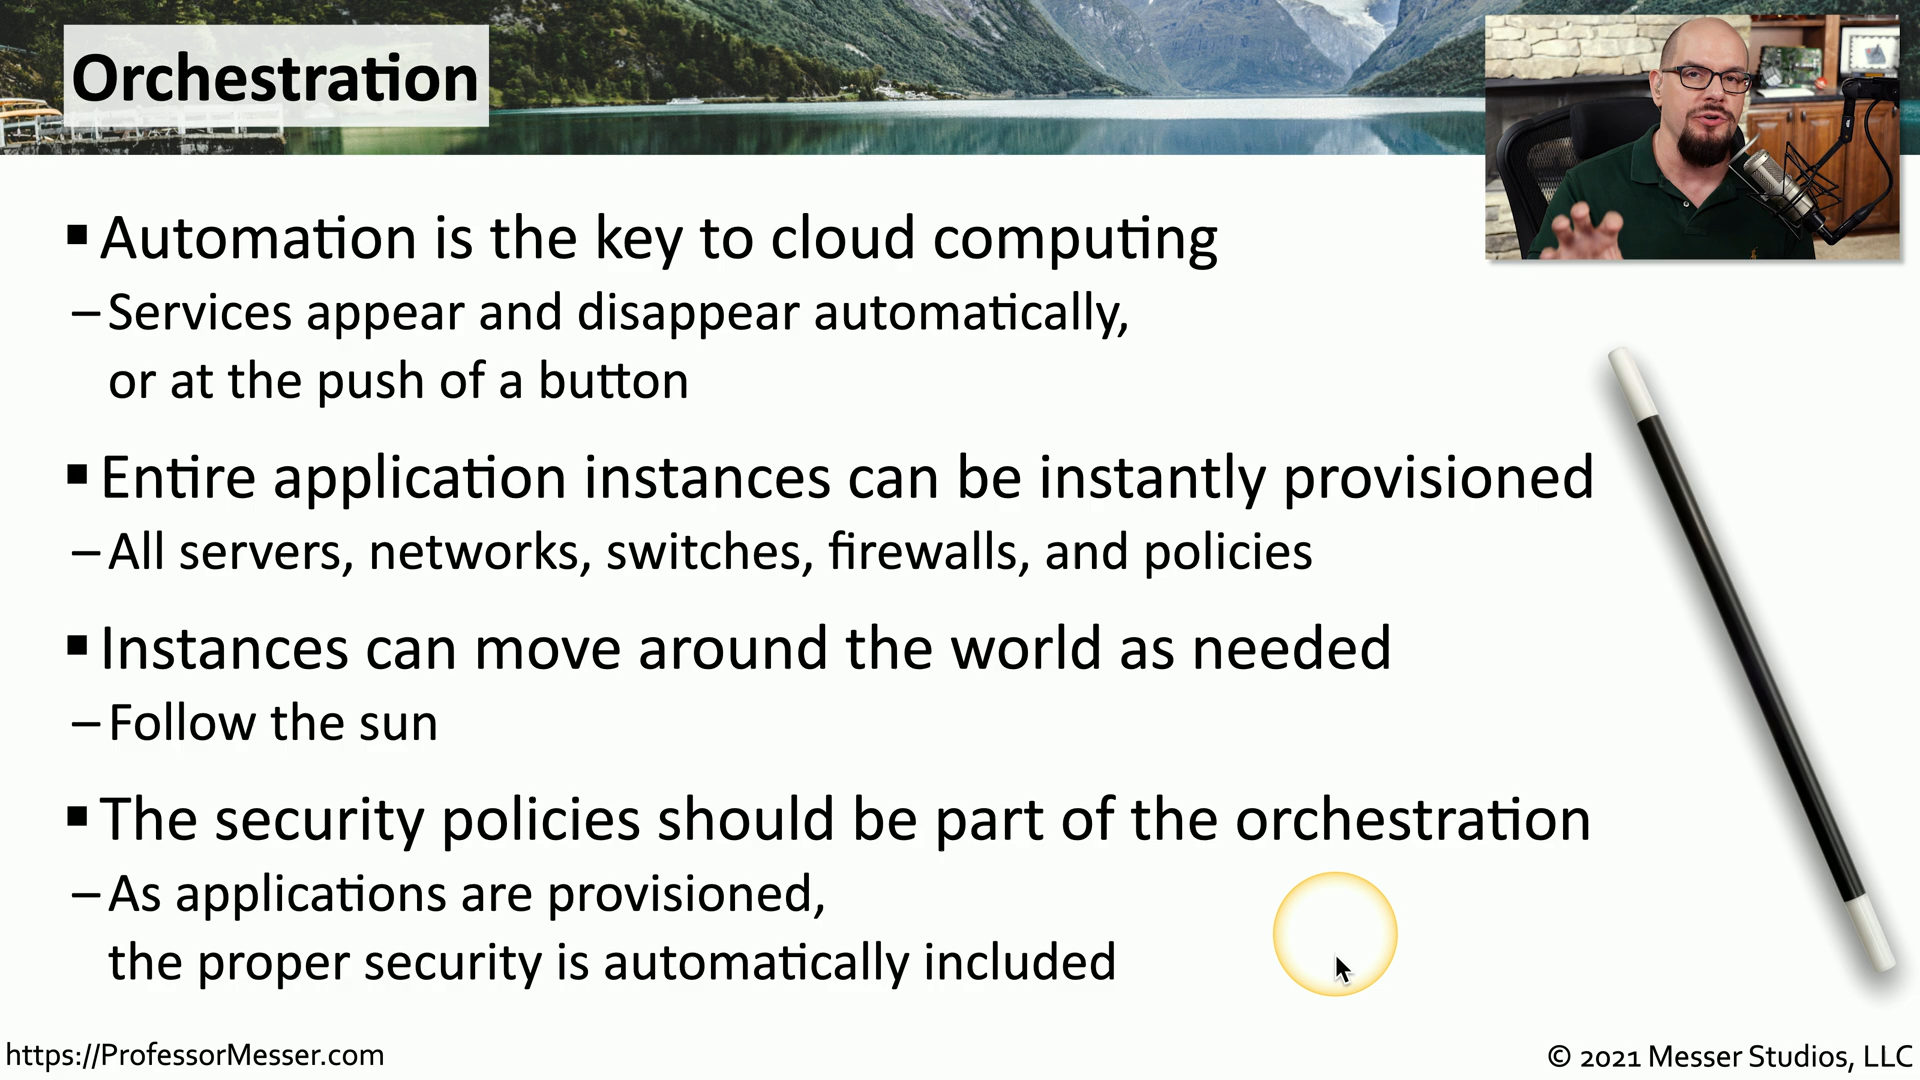 Orchestration
▪ Automation is the key to cloud computing
– Services appear and disappear automatically,
or at the push of a button
▪ Entire application instances can be instantly provisioned
– All servers, networks, switches, firewalls, and policies
▪ Instances can move around the world as needed
– Follow the sun
▪ The security policies should be part of the orchestration
– As applications are provisioned,
the proper security is automatically included
https://ProfessorMesser.com
© 2021 Messer Studios, LLC